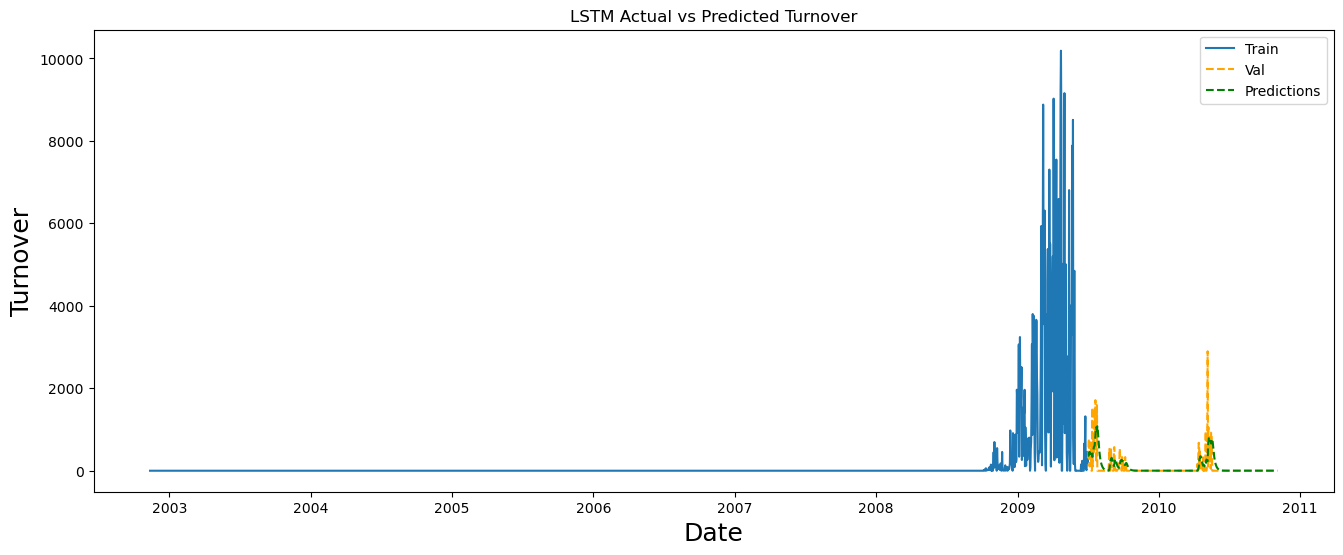 LSTM Actual vs Predicted Turnover
Train
Val
Predictions
10000
8000
6000
4000
2000
0
Turnover
2003 2004 2005 2006 2007 2008 2009 2010 2011
Date